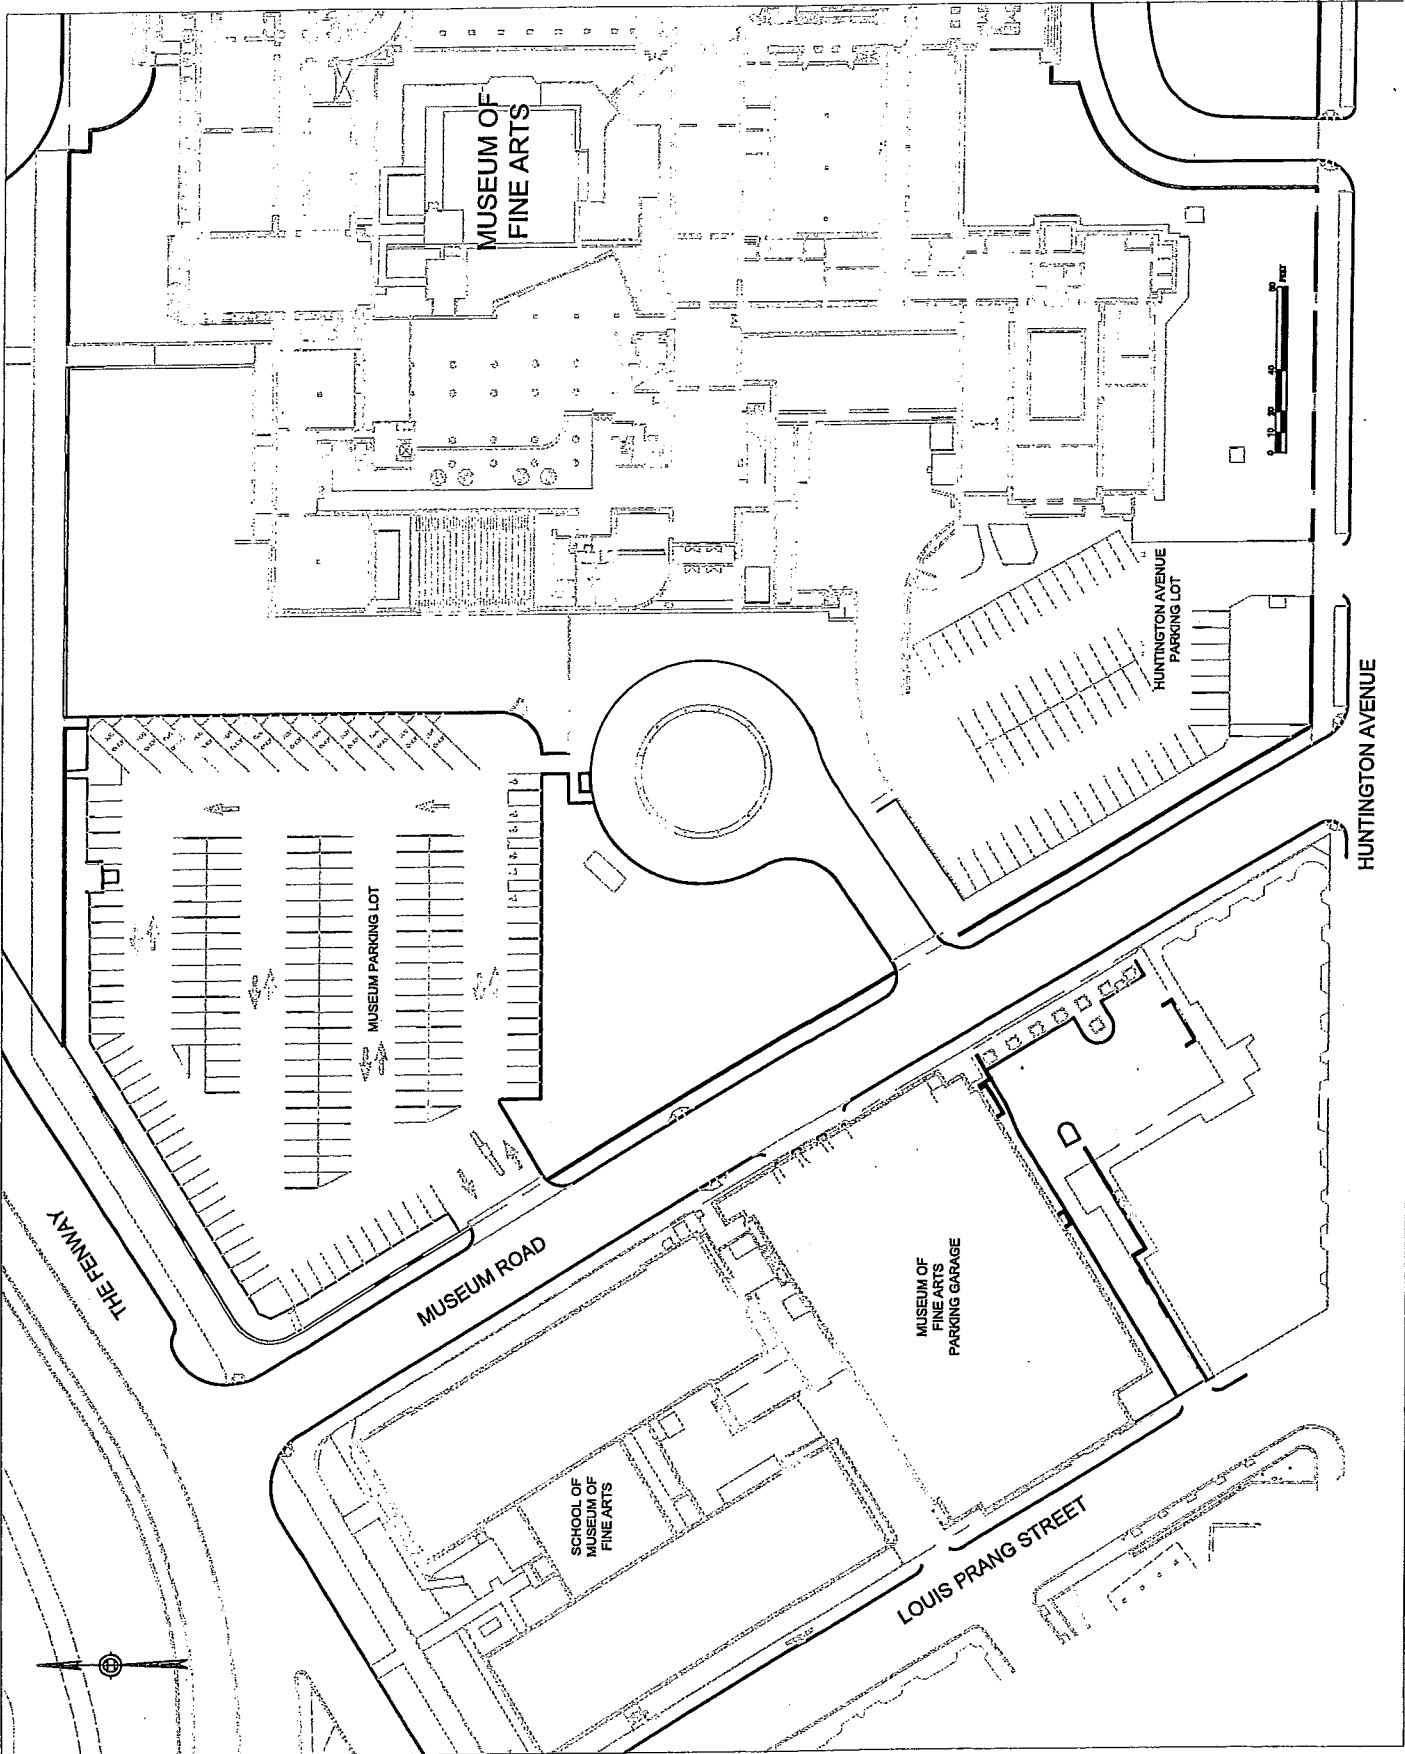 MUSEUM OF
FINE ARTS
HUNTINGTON AVENUE
PARKING LOT
0 10 20 40 80
FEET
HUNTINGTON AVENUE
MUSEUM PARKING LOT
THE FENWAY
MUSEUM ROAD
MUSEUM OF
FINE ARTS
PARKING GARAGE
SCHOOL OF
MUSEUM OF
FINE ARTS
LOUIS PRANG STREET